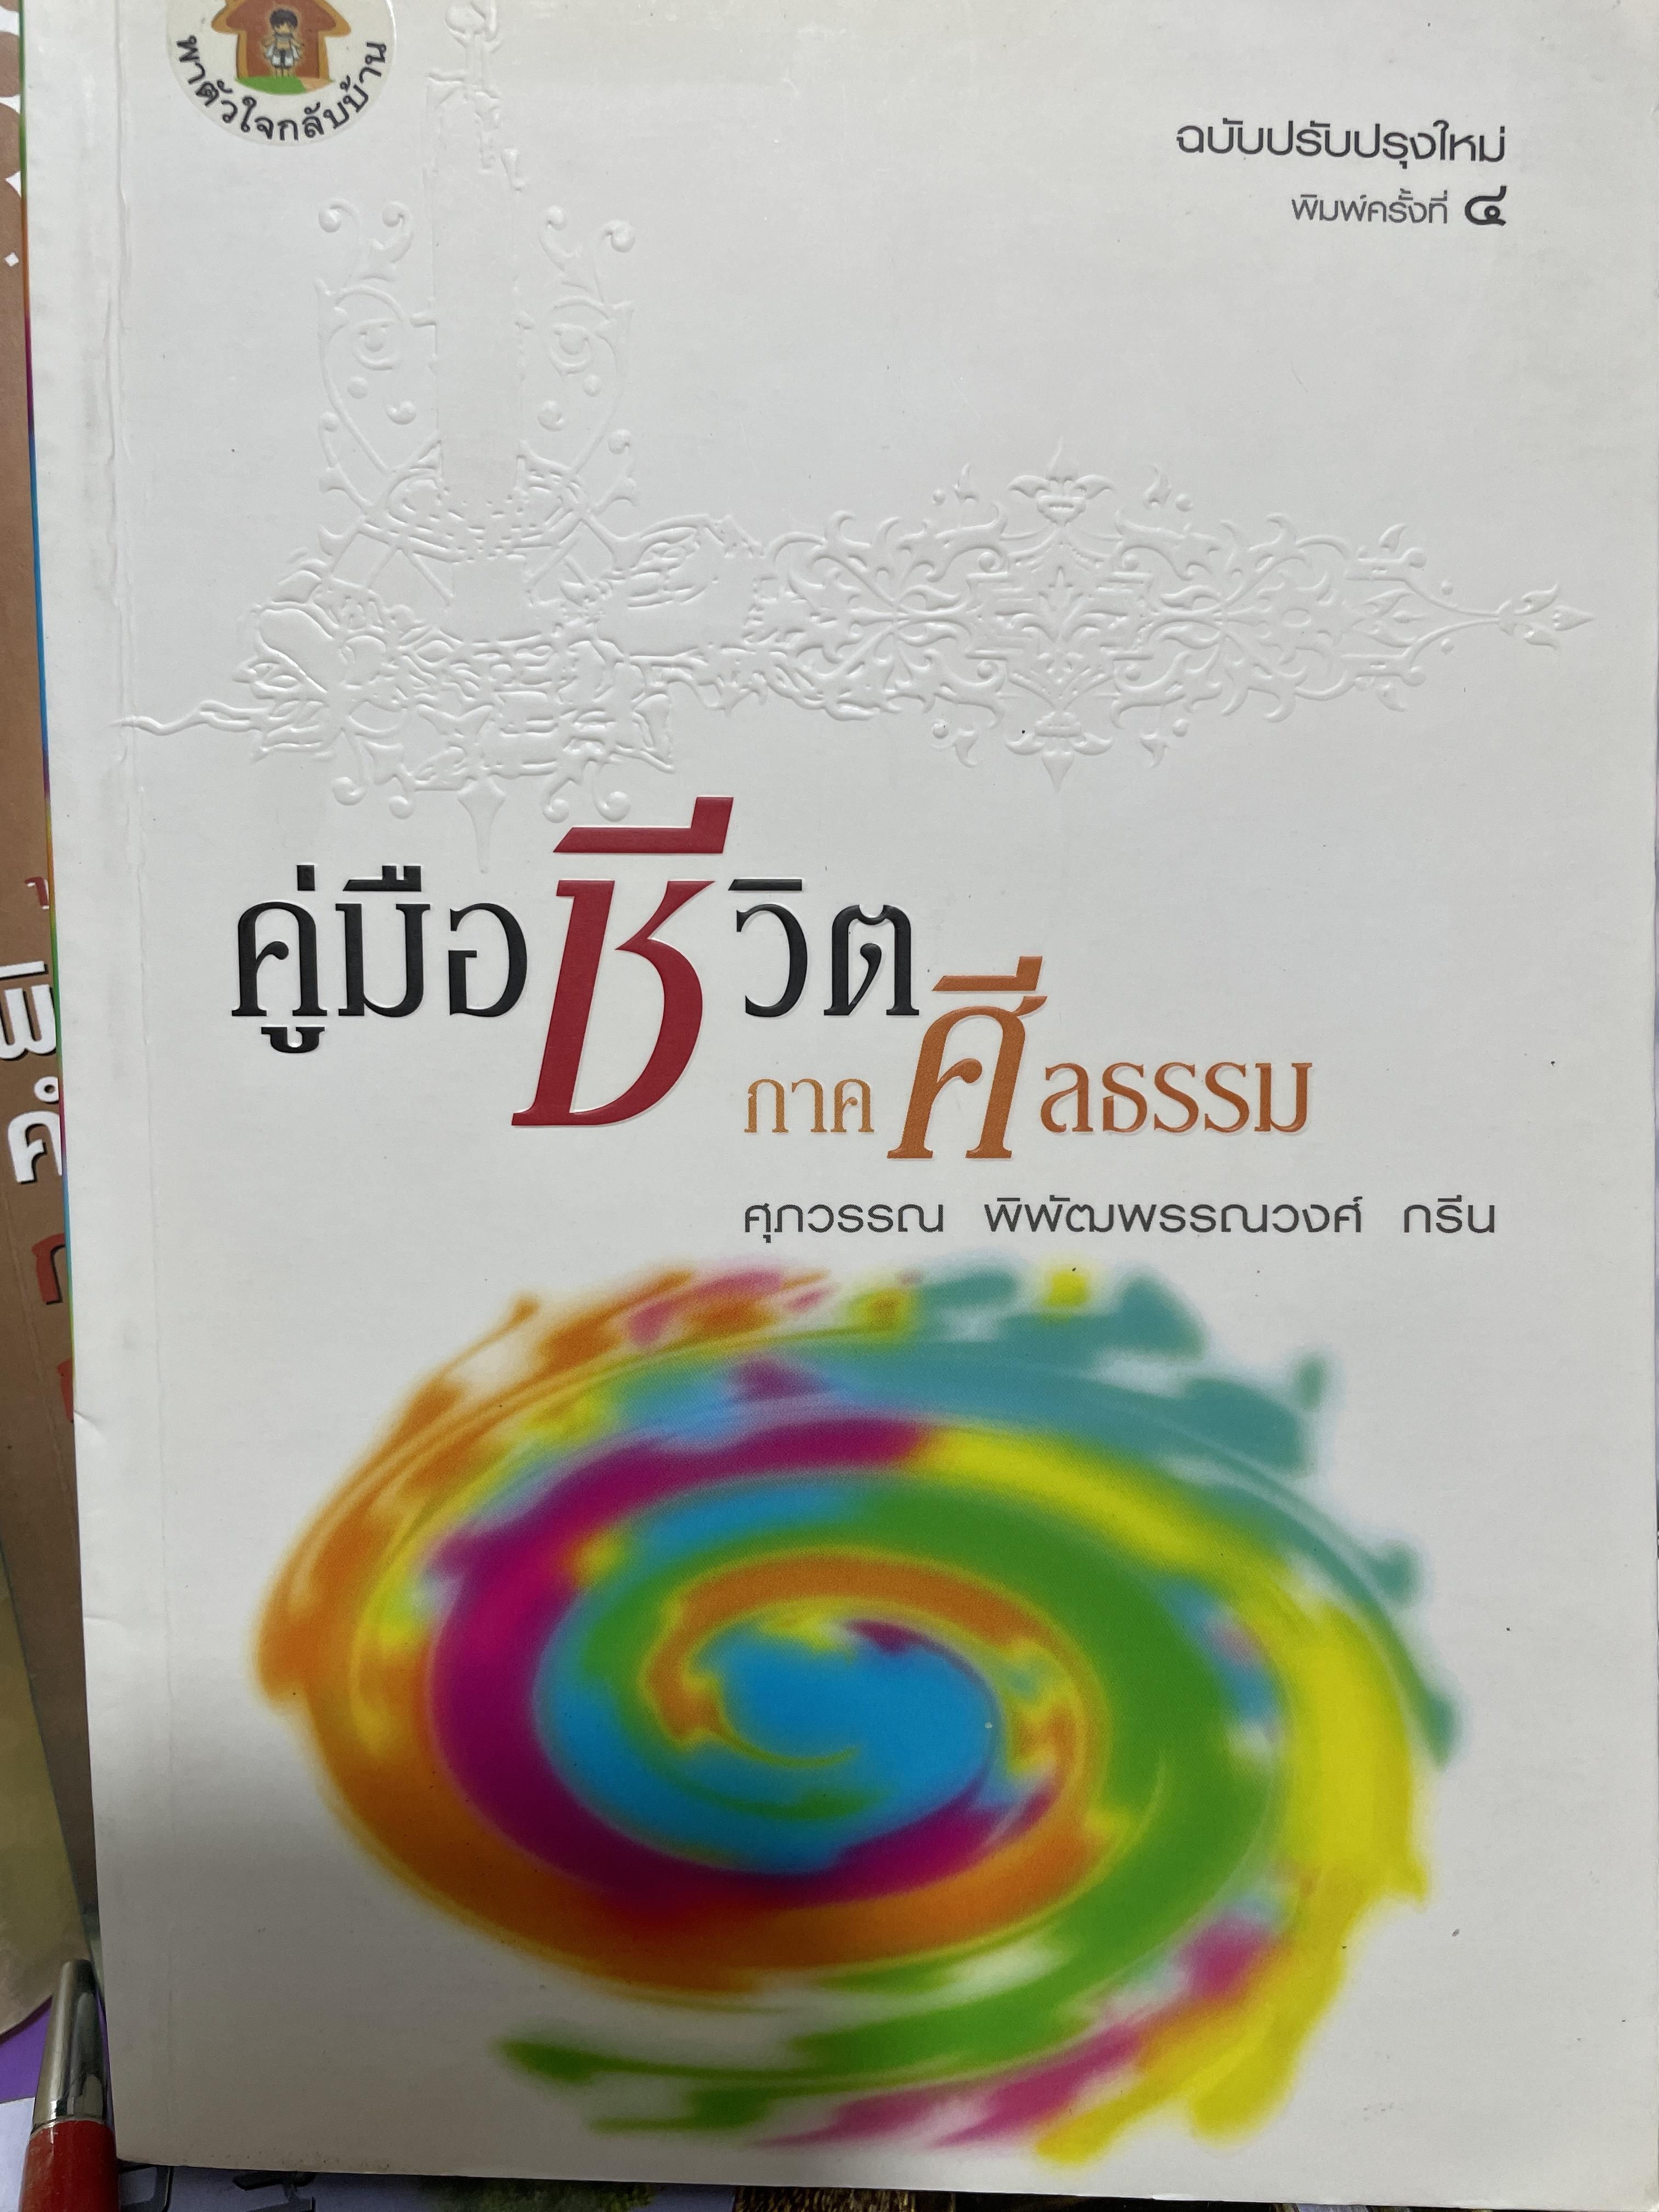 พาตัวใจกลับบ้าน
ฉบับปรับปรุงใหม่
พิมพ์ครั้งที่ ๔
คู่มือชีวิต
ภาคศีลธรรม
ศุภวรรณ พิพัฒพรรณวงศ์ กรีน